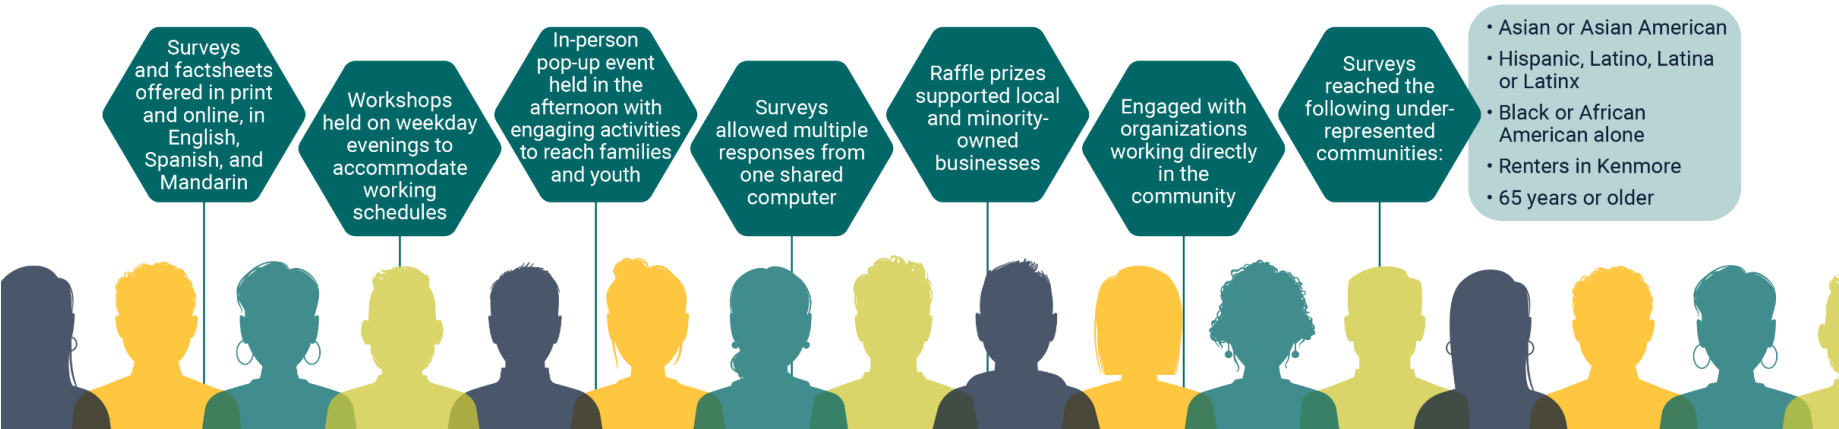 Surveys
and factsheets
offered in print
and online, in
English,
Spanish, and
Mandarin
Workshops
held on weekday
evenings to
accommodate
working
schedules
In-person
pop-up event
held in the
afternoon with
engaging activities
to reach families
and youth
Surveys
allowed multiple
responses from
one shared
computer
Raffle prizes
supported local
and minority-
owned
businesses
Engaged with
organizations
working directly
in the
community
Surveys
reached the
following under-
represented
communities:
• Asian or Asian American
• Hispanic, Latino, Latina
or Latinx
• Black or African
American alone
• Renters in Kenmore
• 65 years or older